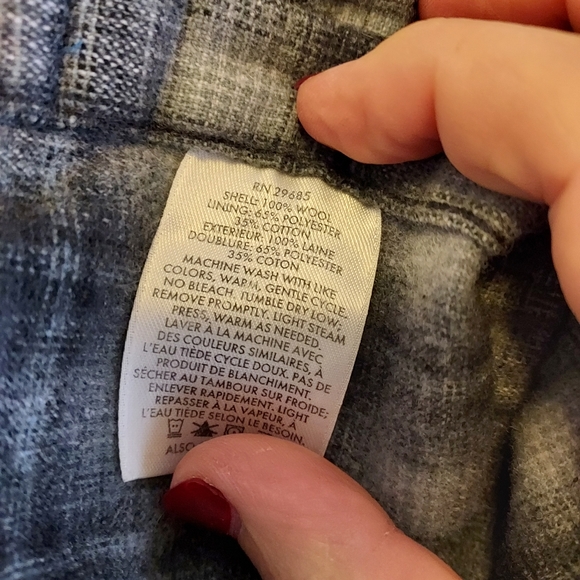 RN 29685
SHELL: 100% WOOL
LINING: 65% POLYESTER
35% COTTON
EXTERIEUR: 100% LAINE
DOUBLURE: 65% POLYESTER
35% COTON
MACHINE WASH WITH LIKE
COLORS, WARM, GENTLE CYCLE.
NO BLEACH. TUMBLE DRY LOW;
REMOVE PROMPTLY. LIGHT STEAM
PRESS, WARM AS NEEDED.
LAVER À LA MACHINE AVEC
DES COULEURS SIMILAIRES, À
L'EAU TIÈDE CYCLE DOUX. PAS DE
PRODUIT DE BLANCHIMENT.
SÉCHER AU TAMBOUR SUR FROIDE;
ENLEVER RAPIDEMENT. LIGHT
REPASSER À LA VAPEUR, À
L'EAU TIÈDE SELON LE BESOIN.